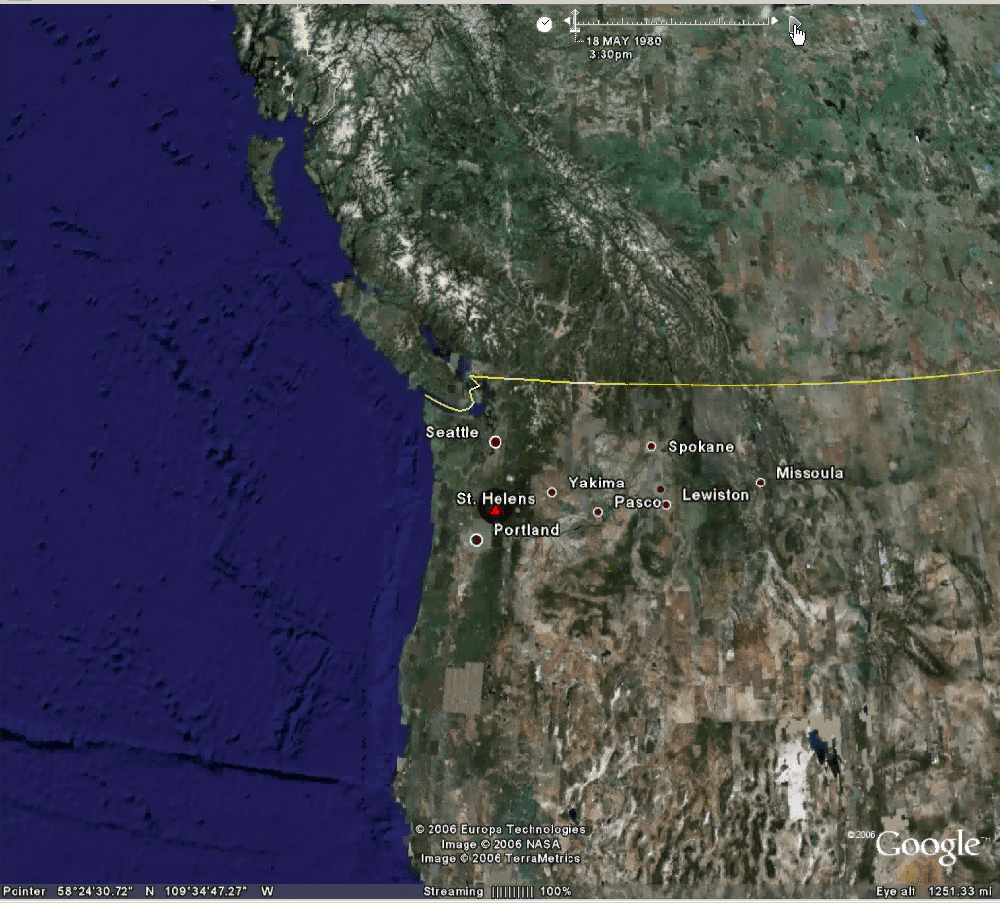 18 MAY 1980
3:30pm
Seattle
Spokane
Missoula
Yakima
St. Helens
Pasco
Lewiston
Portland
© 2006 Europa Technologies
Image © 2006 NASA
Image © 2006 TerraMetrics
©2006 Google™
Pointer 58°24'30.72" N 109°34'47.27" W Streaming |||||||||| 100% Eye alt 1251.33 mi